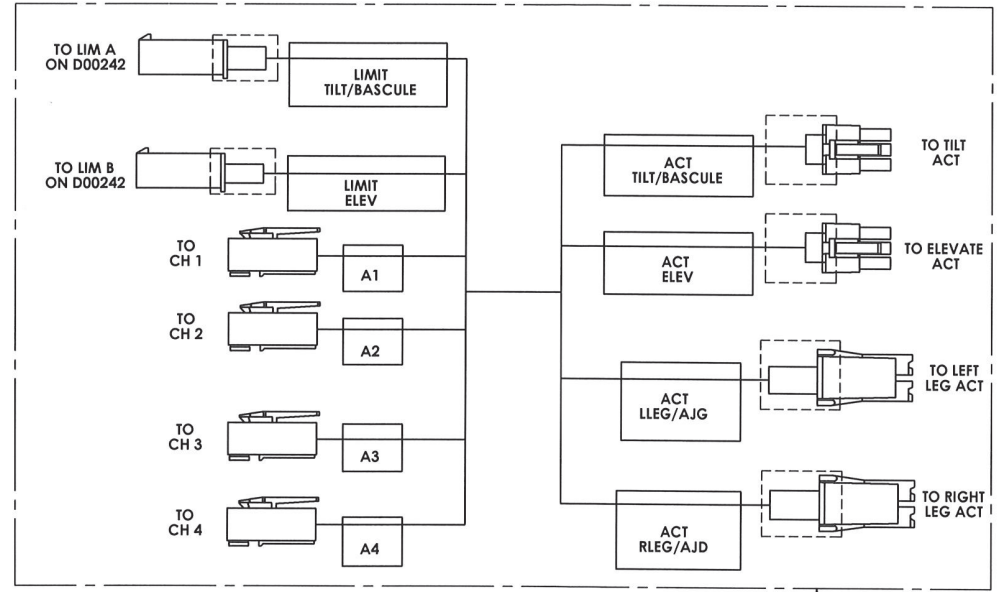 TO LIM A
ON D00242
LIMIT
TILT/BASCULE
TO LIM B
ON D00242
LIMIT
ELEV
TO
CH 1
A1
TO
CH 2
A2
TO
CH 3
A3
TO
CH 4
A4
ACT
TILT/BASCULE
TO TILT
ACT
ACT
ELEV
TO ELEVATE
ACT
ACT
LLEG/AJG
TO LEFT
LEG ACT
ACT
RLEG/AJD
TO RIGHT
LEG ACT